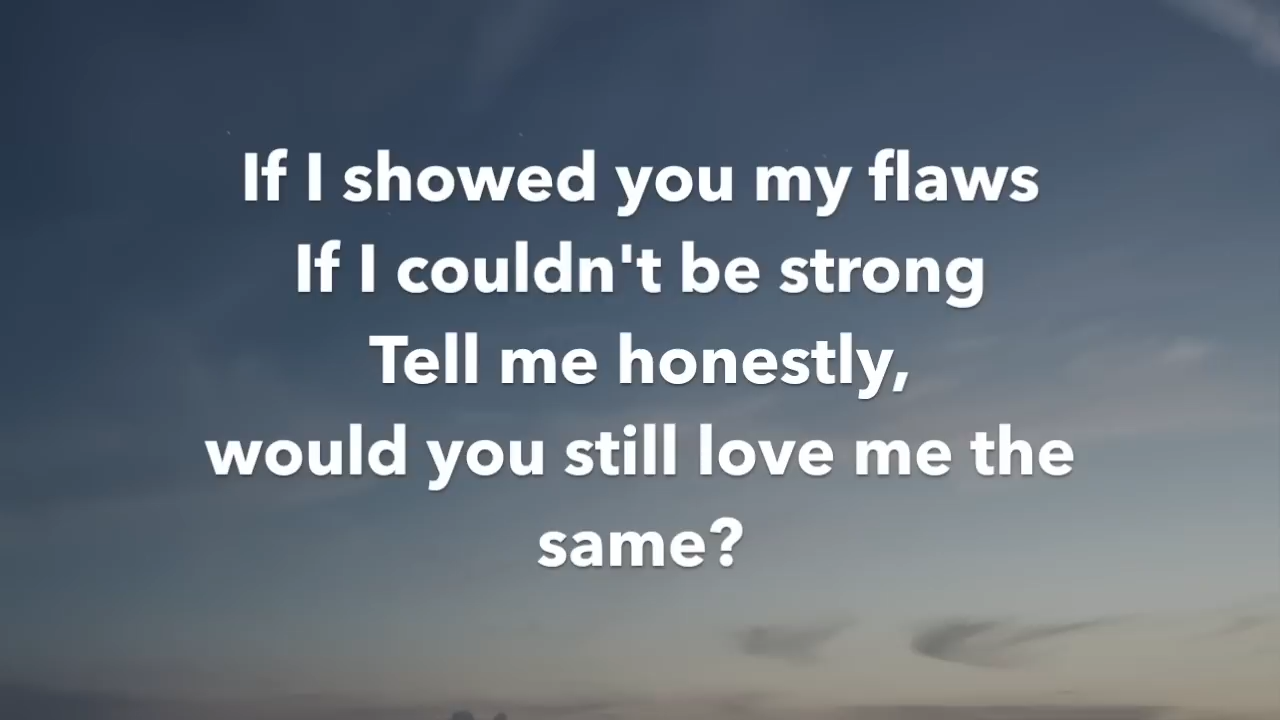 If I showed you my flaws
If I couldn't be strong
Tell me honestly,
would you still love me the
same?